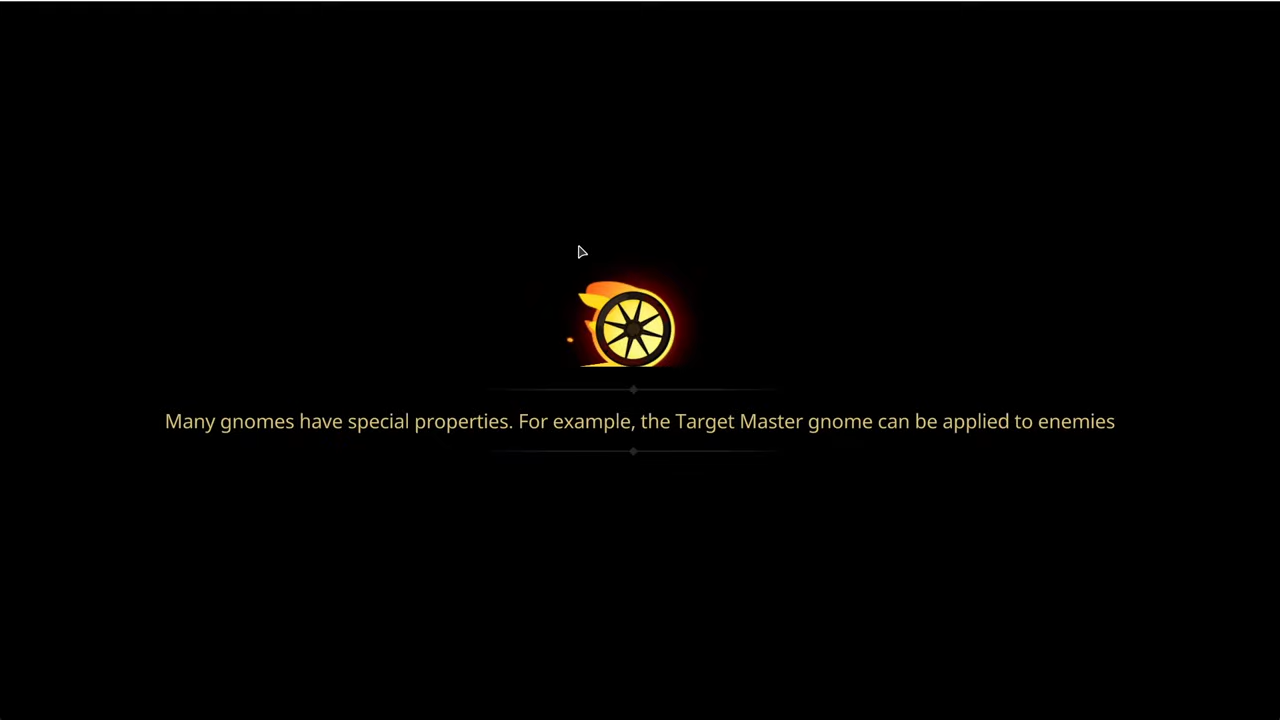 Many gnomes have special properties. For example, the Target Master gnome can be applied to enemies